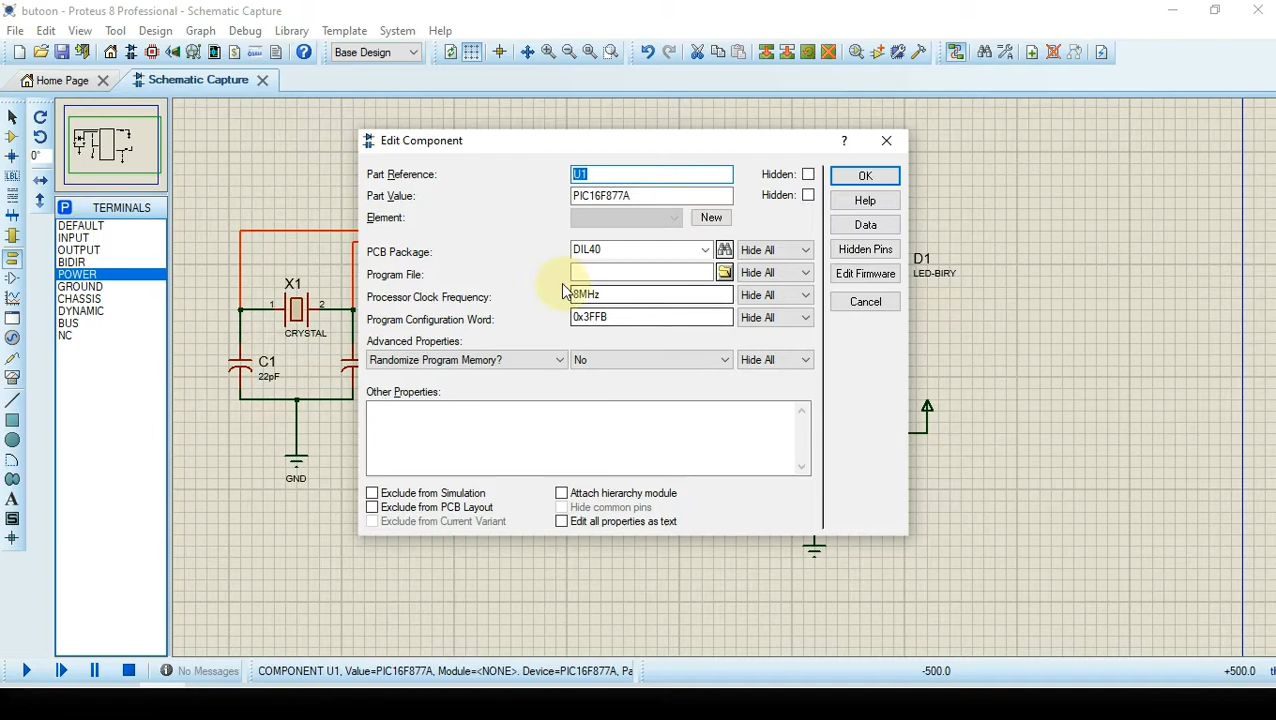 butoon - Proteus 8 Professional - Schematic Capture
File Edit View Tool Design Graph Debug Library Template System Help
Base Design
Home Page Schematic Capture
0°
LBL
P TERMINALS
DEFAULT
INPUT
OUTPUT
BIDIR
POWER
GROUND
CHASSIS
DYNAMIC
BUS
NC
A
S
X1
1 2
CRYSTAL
C1
22pF
GND
D1
LED-BIRY
Edit Component
?
Part Reference: U1 Hidden:
Part Value: PIC16F877A Hidden:
Element: New
PCB Package: DIL40 Hide All
Program File: Hide All
Processor Clock Frequency: 8MHz Hide All
Program Configuration Word: 0x3FFB Hide All
Advanced Properties:
Randomize Program Memory? No Hide All
Other Properties:
Exclude from Simulation Attach hierarchy module
Exclude from PCB Layout Hide common pins
Exclude from Current Variant Edit all properties as text
OK
Help
Data
Hidden Pins
Edit Firmware
Cancel
No Messages COMPONENT U1, Value=PIC16F877A, Module=<NONE>. Device=PIC16F877A, Pa -500.0 +500.0 th